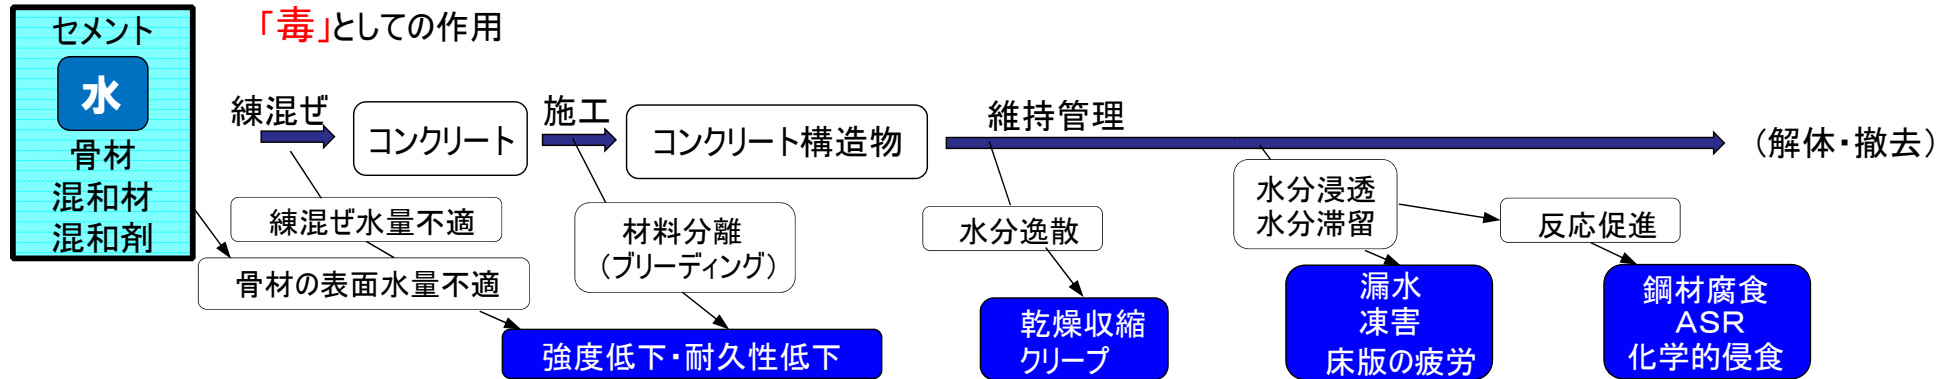 「毒」としての作用
セメント
水
骨材
混和材
混和剤
練混ぜ
コンクリート
施工
コンクリート構造物
維持管理
（解体・撤去）
練混ぜ水量不適
骨材の表面水量不適
材料分離
（ブリーディング）
水分逸散
水分浸透
水分滞留
反応促進
強度低下・耐久性低下
乾燥収縮
クリープ
漏水
凍害
床版の疲労
鋼材腐食
ＡＳＲ
化学的侵食